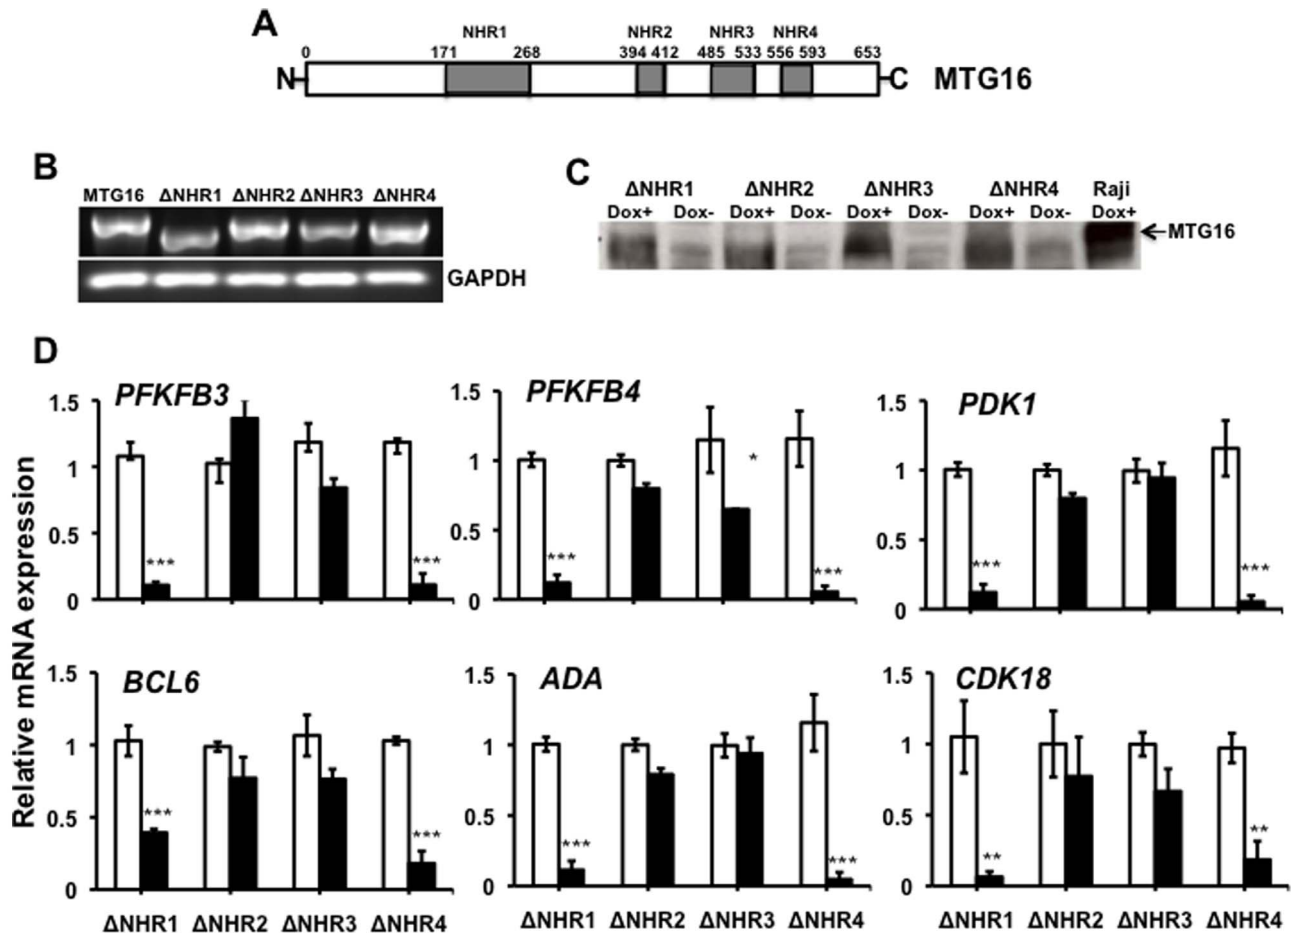 A
NHR1 NHR2 NHR3 NHR4
0 171 268 394 412 485 533 556 593 653
N C MTG16
B
MTG16 ΔNHR1 ΔNHR2 ΔNHR3 ΔNHR4
GAPDH
C
ΔNHR1 ΔNHR2 ΔNHR3 ΔNHR4 Raji
Dox+ Dox- Dox+ Dox- Dox+ Dox- Dox+ Dox- Dox+
MTG16
D
Relative mRNA expression
PFKFB3
1.5
1
0.5
0
***
***
PFKFB4
1.5
1
0.5
0
***
*
***
PDK1
1.5
1
0.5
0
***
***
BCL6
1.5
1
0.5
0
***
***
ΔNHR1 ΔNHR2 ΔNHR3 ΔNHR4
ADA
1.5
1
0.5
0
***
***
ΔNHR1 ΔNHR2 ΔNHR3 ΔNHR4
CDK18
1.5
1
0.5
0
**
**
ΔNHR1 ΔNHR2 ΔNHR3 ΔNHR4